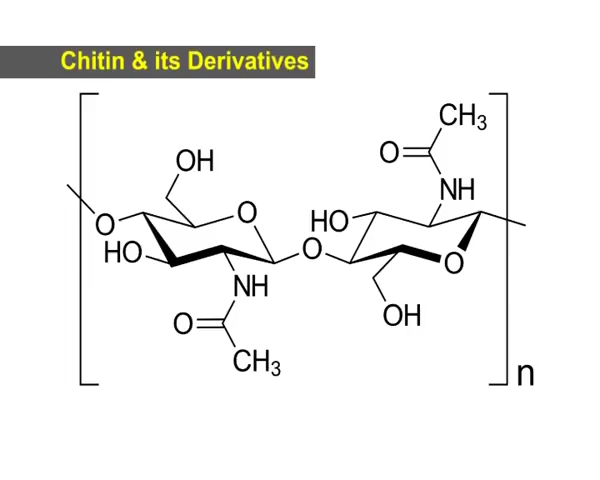 Chitin & its Derivatives
CH3
O
NH
OH
O
HO
O
HO
O
O
NH
OH
O
CH3
n